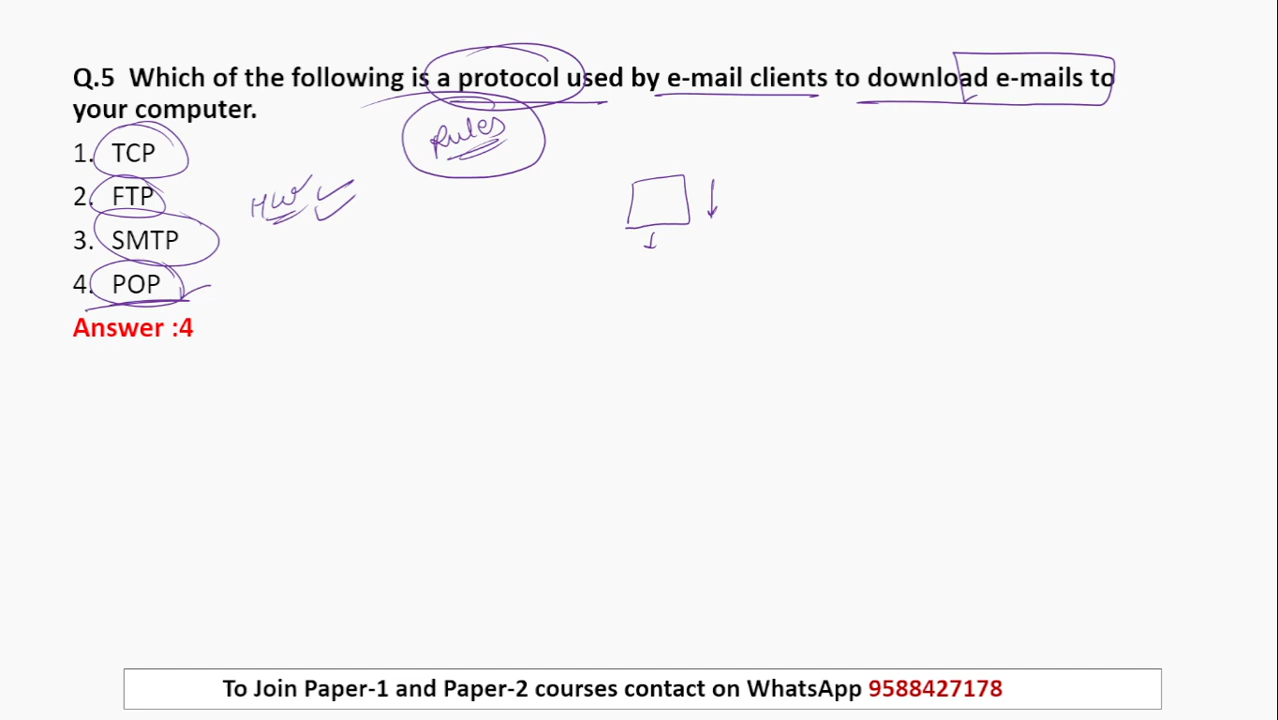 Q.5 Which of the following is a protocol used by e-mail clients to download e-mails to
your computer.
Rules
1. TCP
2. FTP
HW
3. SMTP
4. POP
Answer :4
To Join Paper-1 and Paper-2 courses contact on WhatsApp 9588427178